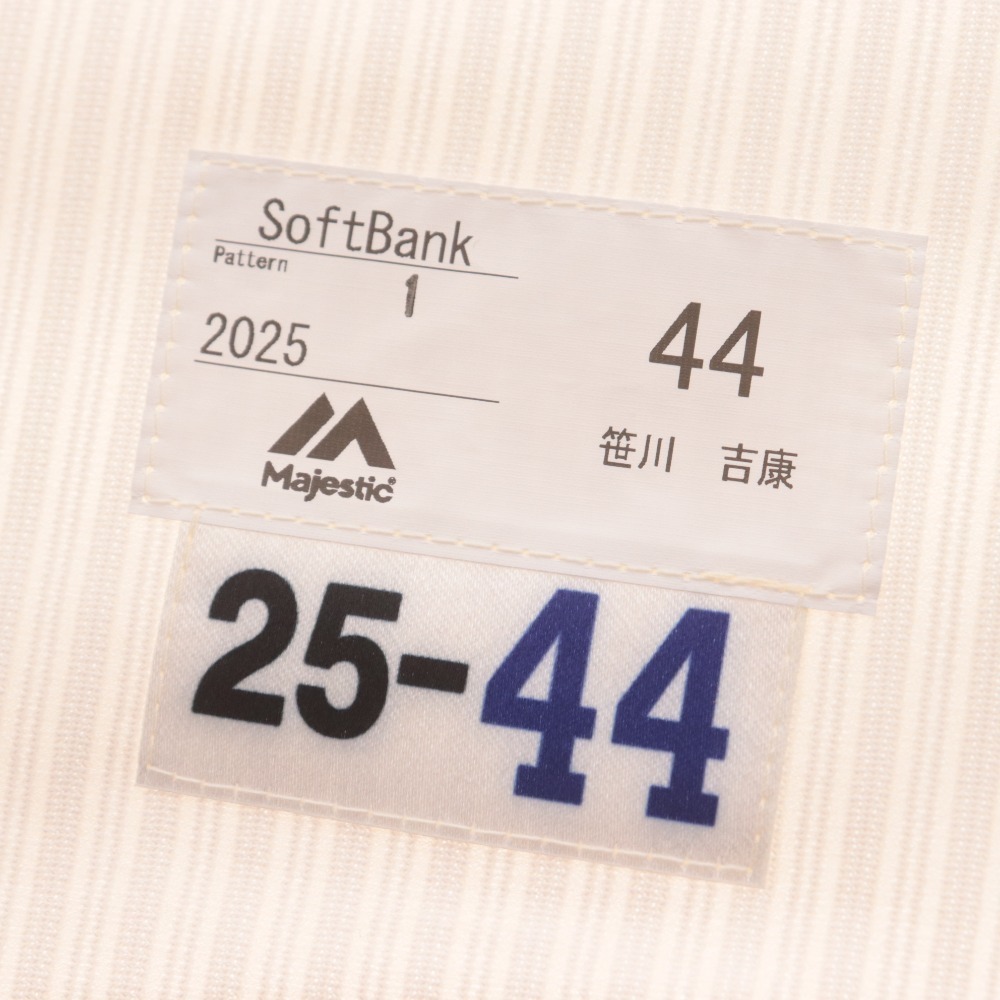 SoftBank
Pattern
1
2025
Majestic®
44
笹川 吉康
25-44